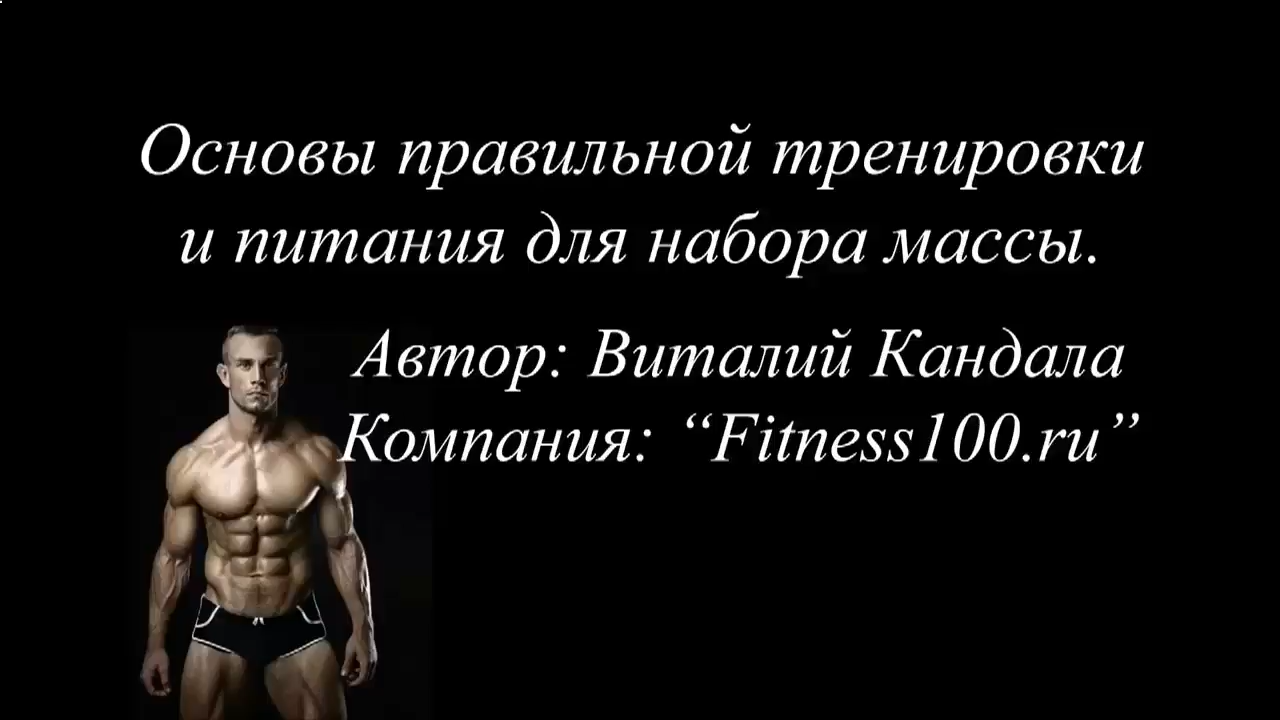 Основы правильной тренировки
и питания для набора массы.
Автор: Виталий Кандала
Компания: “Fitness100.ru”